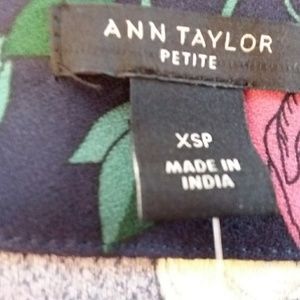 ANN TAYLOR
PETITE
XSP
MADE IN
INDIA